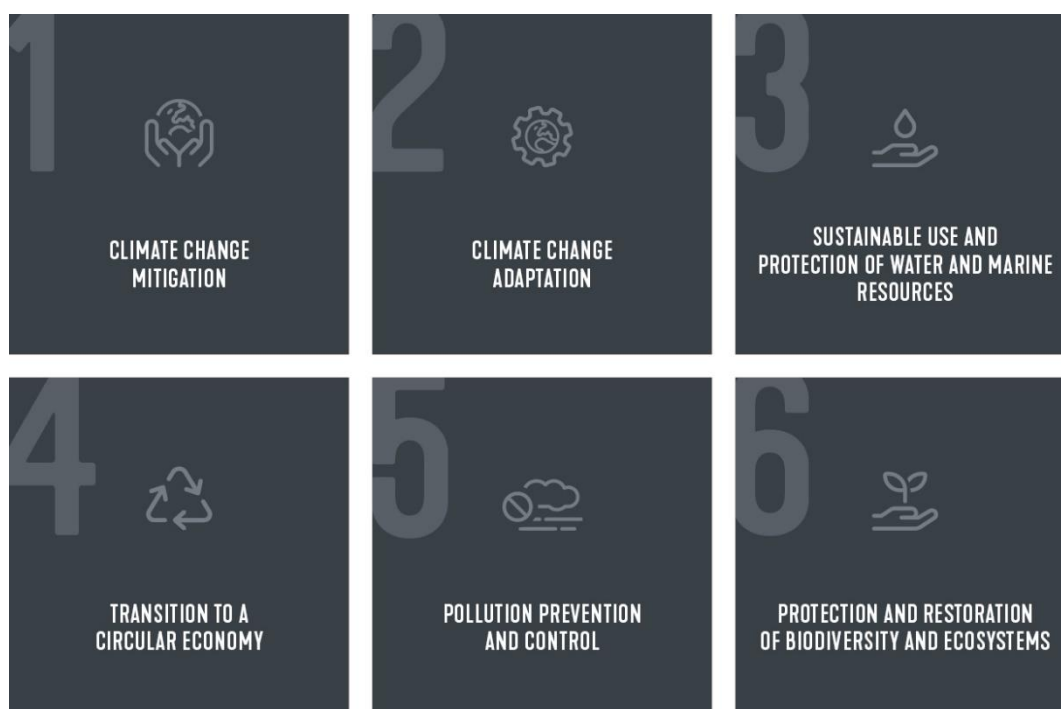 1
CLIMATE CHANGE
MITIGATION
2
CLIMATE CHANGE
ADAPTATION
3
SUSTAINABLE USE AND
PROTECTION OF WATER AND MARINE
RESOURCES
4
TRANSITION TO A
CIRCULAR ECONOMY
5
POLLUTION PREVENTION
AND CONTROL
6
PROTECTION AND RESTORATION
OF BIODIVERSITY AND ECOSYSTEMS